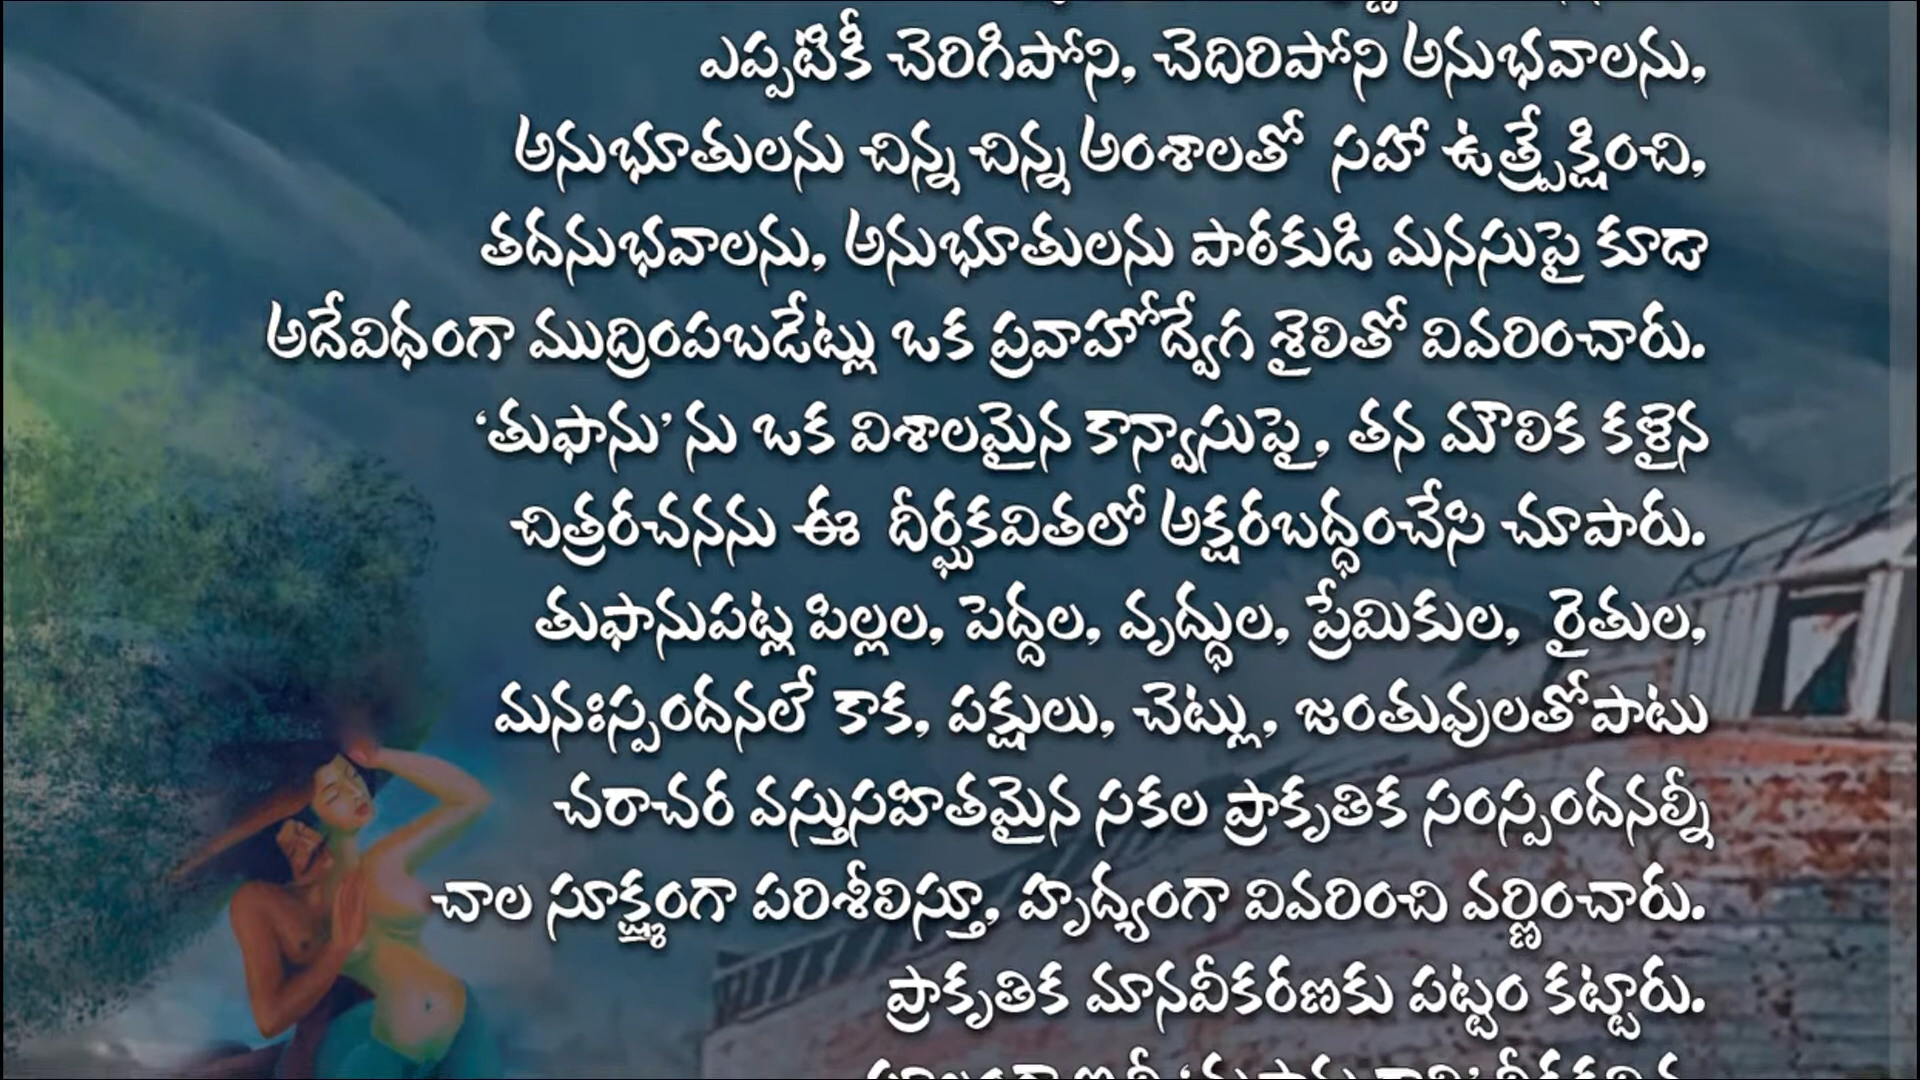 ఎప్పటికీ చెరిగిపోని, చెదిరిపోని అనుభవాలను,
అనుభూతులను చిన్న చిన్న అంశాలతో సహా ఉత్ప్రేక్షించి,
తదనుభవాలను, అనుభూతులను పాఠకుడి మనసుపై కూడా
అదేవిధంగా ముద్రింపబడేట్లు ఒక ప్రవాహోద్వేగ శైలితో వివరించారు.
‘తుఫాను’ ను ఒక విశాలమైన కాన్వాసుపై, తన మౌలిక కళైన
చిత్రరచనను ఈ దీర్ఘకవితలో అక్షరబద్ధంచేసి చూపారు.
తుఫానుపట్ల పిల్లల, పెద్దల, వృద్ధుల, ప్రేమికుల, రైతుల,
మనఃస్పందనలే కాక, పక్షులు, చెట్లు, జంతువులతోపాటు
చరాచర వస్తుసహితమైన సకల ప్రాకృతిక సంస్పందనల్నీ
చాల సూక్ష్మంగా పరిశీలిస్తూ, హృద్యంగా వివరించి వర్ణించారు.
ప్రాకృతిక మానవీకరణకు పట్టం కట్టారు.